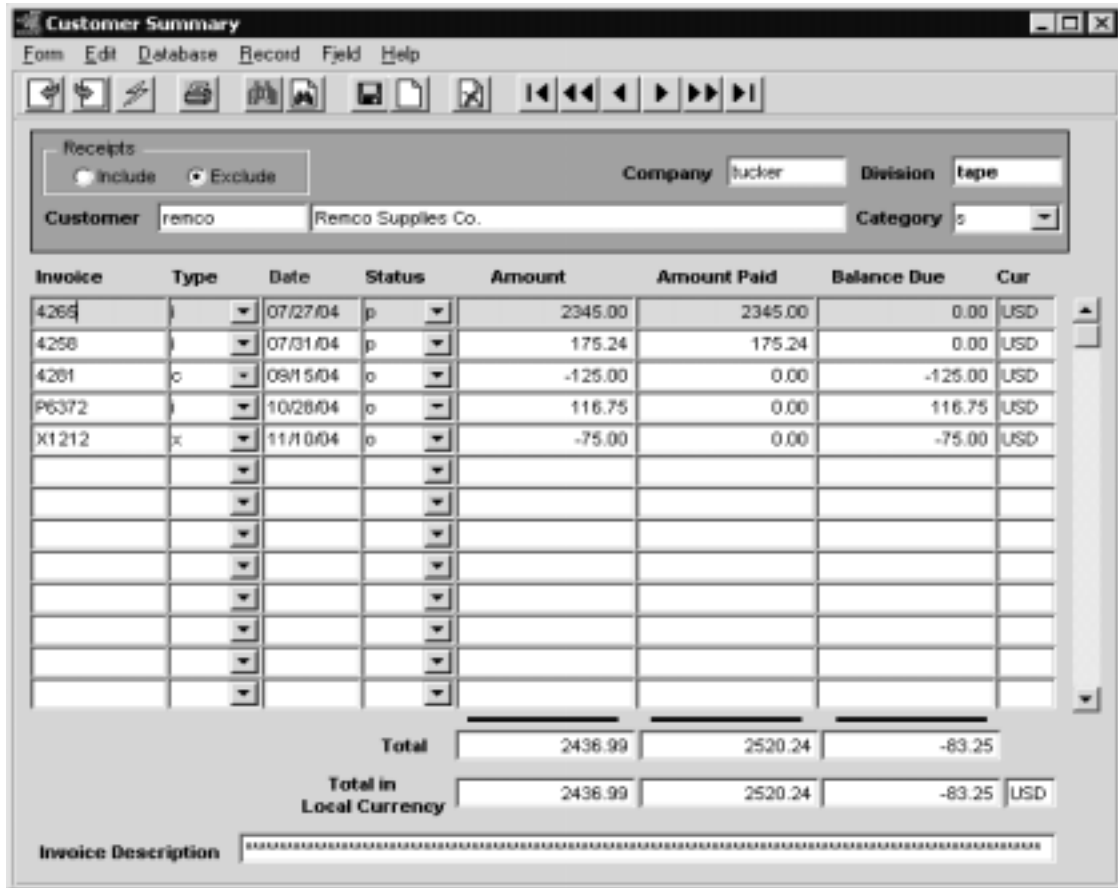 Customer Summary
Form Edit Database Record Field Help
Receipts
Include Exclude
Company tucker Division tape
Customer remco Remco Supplies Co. Category s
Invoice Type Date Status Amount Amount Paid Balance Due Cur
4265 i 07/27/04 p 2345.00 2345.00 0.00 USD
4258 i 07/31/04 p 175.24 175.24 0.00 USD
4281 c 09/15/04 o -125.00 0.00 -125.00 USD
P6372 i 10/28/04 o 116.75 0.00 116.75 USD
X1212 x 11/10/04 o -75.00 0.00 -75.00 USD
Total 2436.99 2520.24 -83.25
Total in
Local Currency 2436.99 2520.24 -83.25 USD
Invoice Description